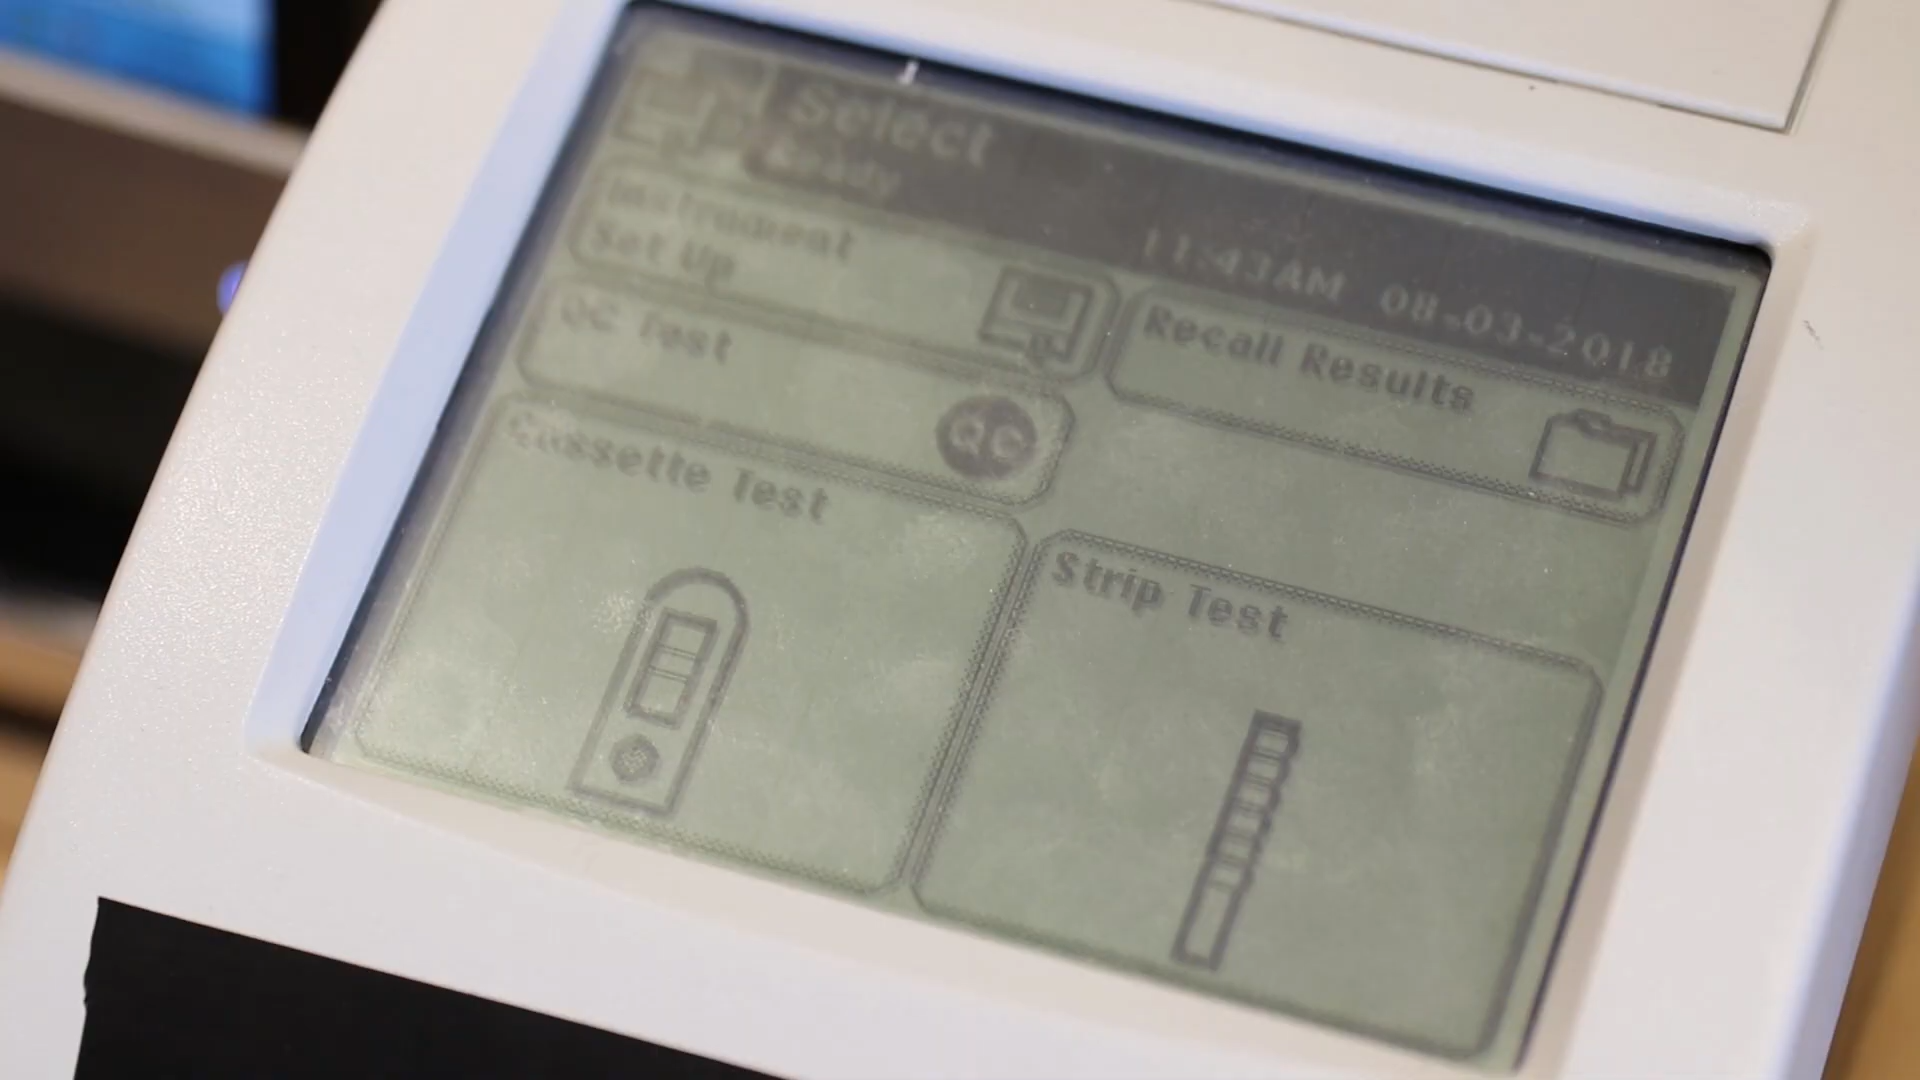 Select
Ready
11:43AM 08-03-2018
Instrument
Set Up
Recall Results
QC Test
QC
Cassette Test
Strip Test